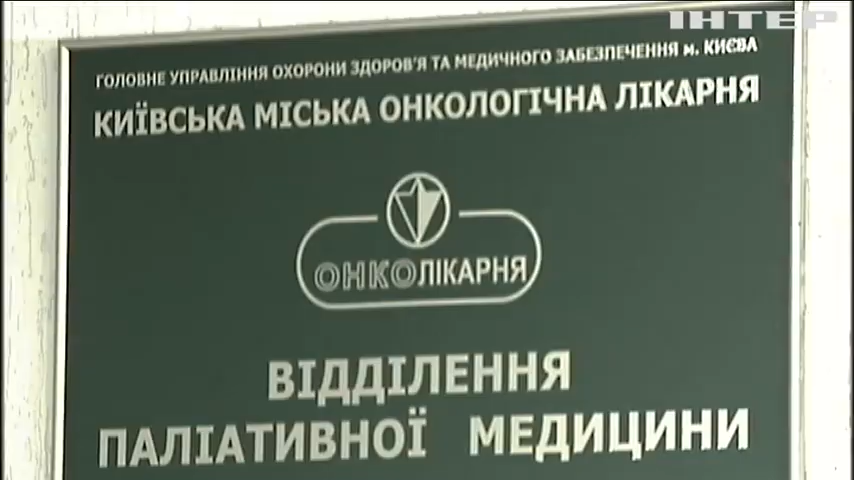 ІНТЕР
ГОЛОВНЕ УПРАВЛІННЯ ОХОРОНИ ЗДОРОВ'Я ТА МЕДИЧНОГО ЗАБЕЗПЕЧЕННЯ м. КИЄВА
КИЇВСЬКА МІСЬКА ОНКОЛОГІЧНА ЛІКАРНЯ
ОНКОЛІКАРНЯ
ВІДДІЛЕННЯ
ПАЛІАТИВНОЇ МЕДИЦИНИ